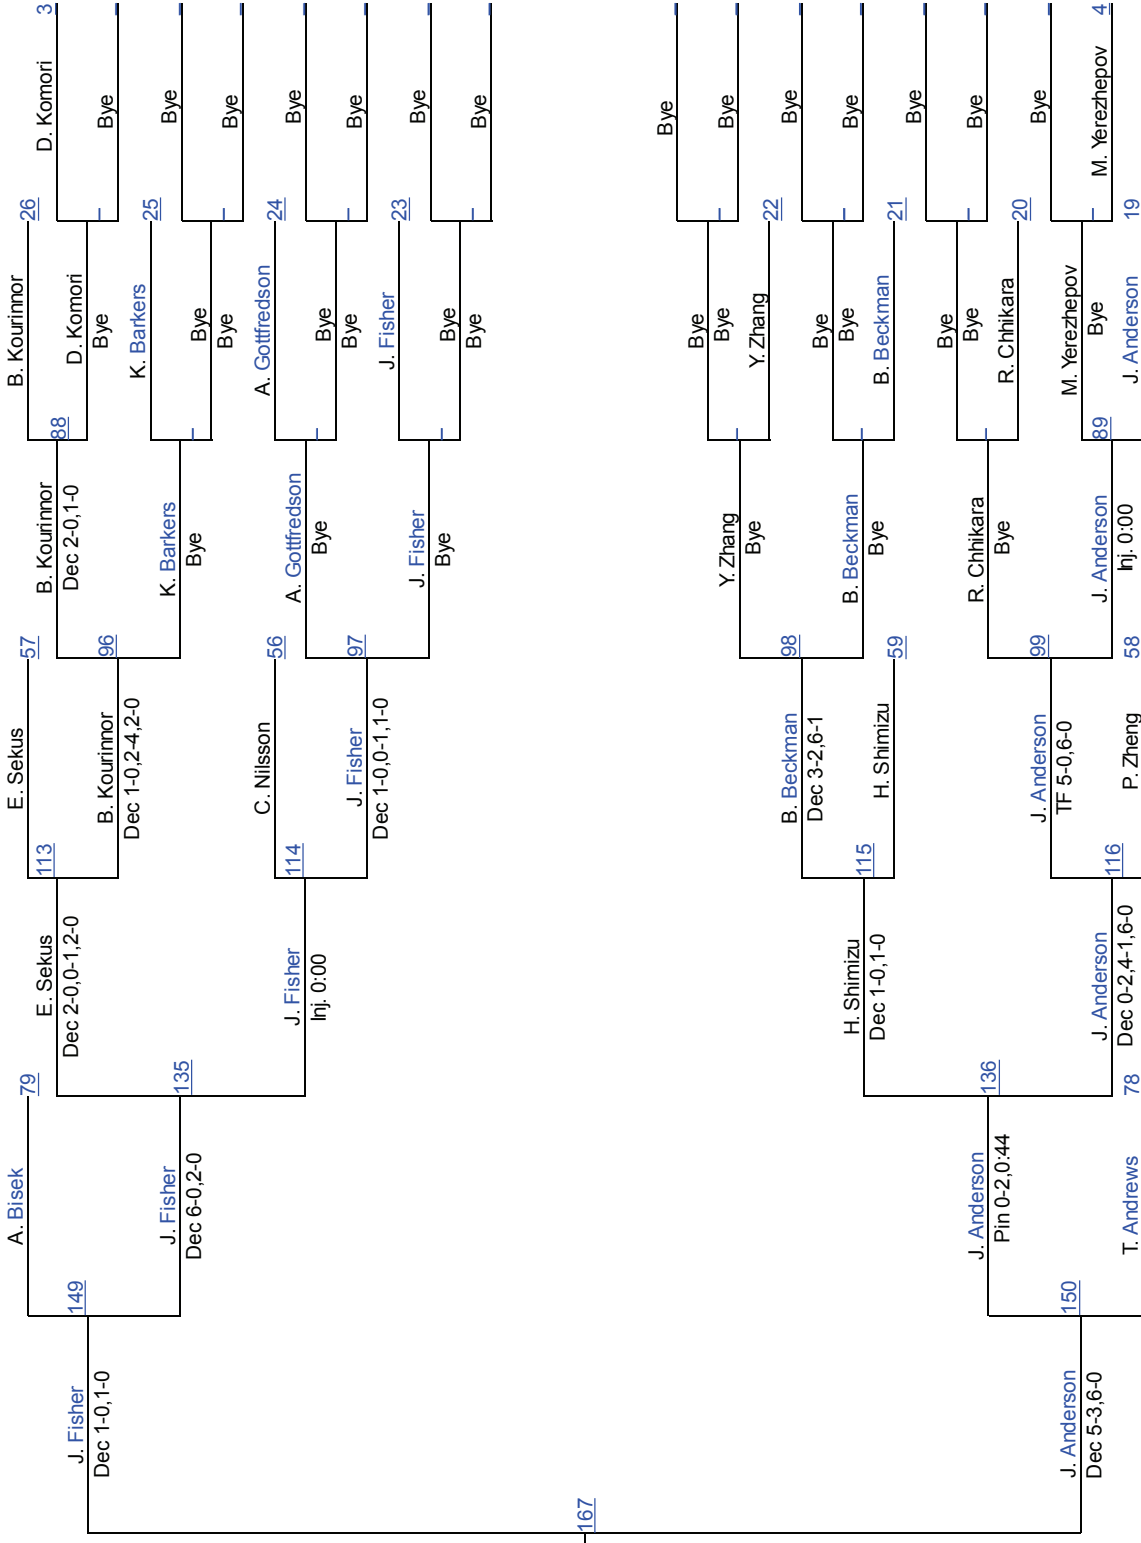 3
D. Komori
Bye
Bye
Bye
Bye
Bye
Bye
Bye
Bye
Bye
Bye
Bye
Bye
Bye
Bye
M. Yerezhepov
4
26
25
24
23
22
21
20
19
B. Kourinnor
D. Komori
Bye
K. Barkers
Bye
Bye
A. Gottfredson
Bye
Bye
J. Fisher
Bye
Bye
Bye
Bye
Y. Zhang
Bye
Bye
B. Beckman
Bye
Bye
R. Chhikara
M. Yerezhepov
Bye
J. Anderson
88
89
B. Kourinnor
Dec 2-0,1-0
K. Barkers
Bye
A. Gottfredson
Bye
J. Fisher
Bye
Y. Zhang
Bye
B. Beckman
Bye
R. Chhikara
Bye
J. Anderson
Inj. 0:00
57
96
56
97
98
59
99
58
E. Sekus
B. Kourinnor
Dec 1-0,2-4,2-0
C. Nilsson
J. Fisher
Dec 1-0,0-1,1-0
B. Beckman
Dec 3-2,6-1
H. Shimizu
J. Anderson
TF 5-0,6-0
P. Zheng
113
114
115
116
E. Sekus
Dec 2-0,0-1,2-0
J. Fisher
Inj. 0:00
H. Shimizu
Dec 1-0,1-0
J. Anderson
Dec 0-2,4-1,6-0
79
135
136
78
A. Bisek
J. Fisher
Dec 6-0,2-0
J. Anderson
Pin 0-2,0:44
T. Andrews
149
150
J. Fisher
Dec 1-0,1-0
J. Anderson
Dec 5-3,6-0
167